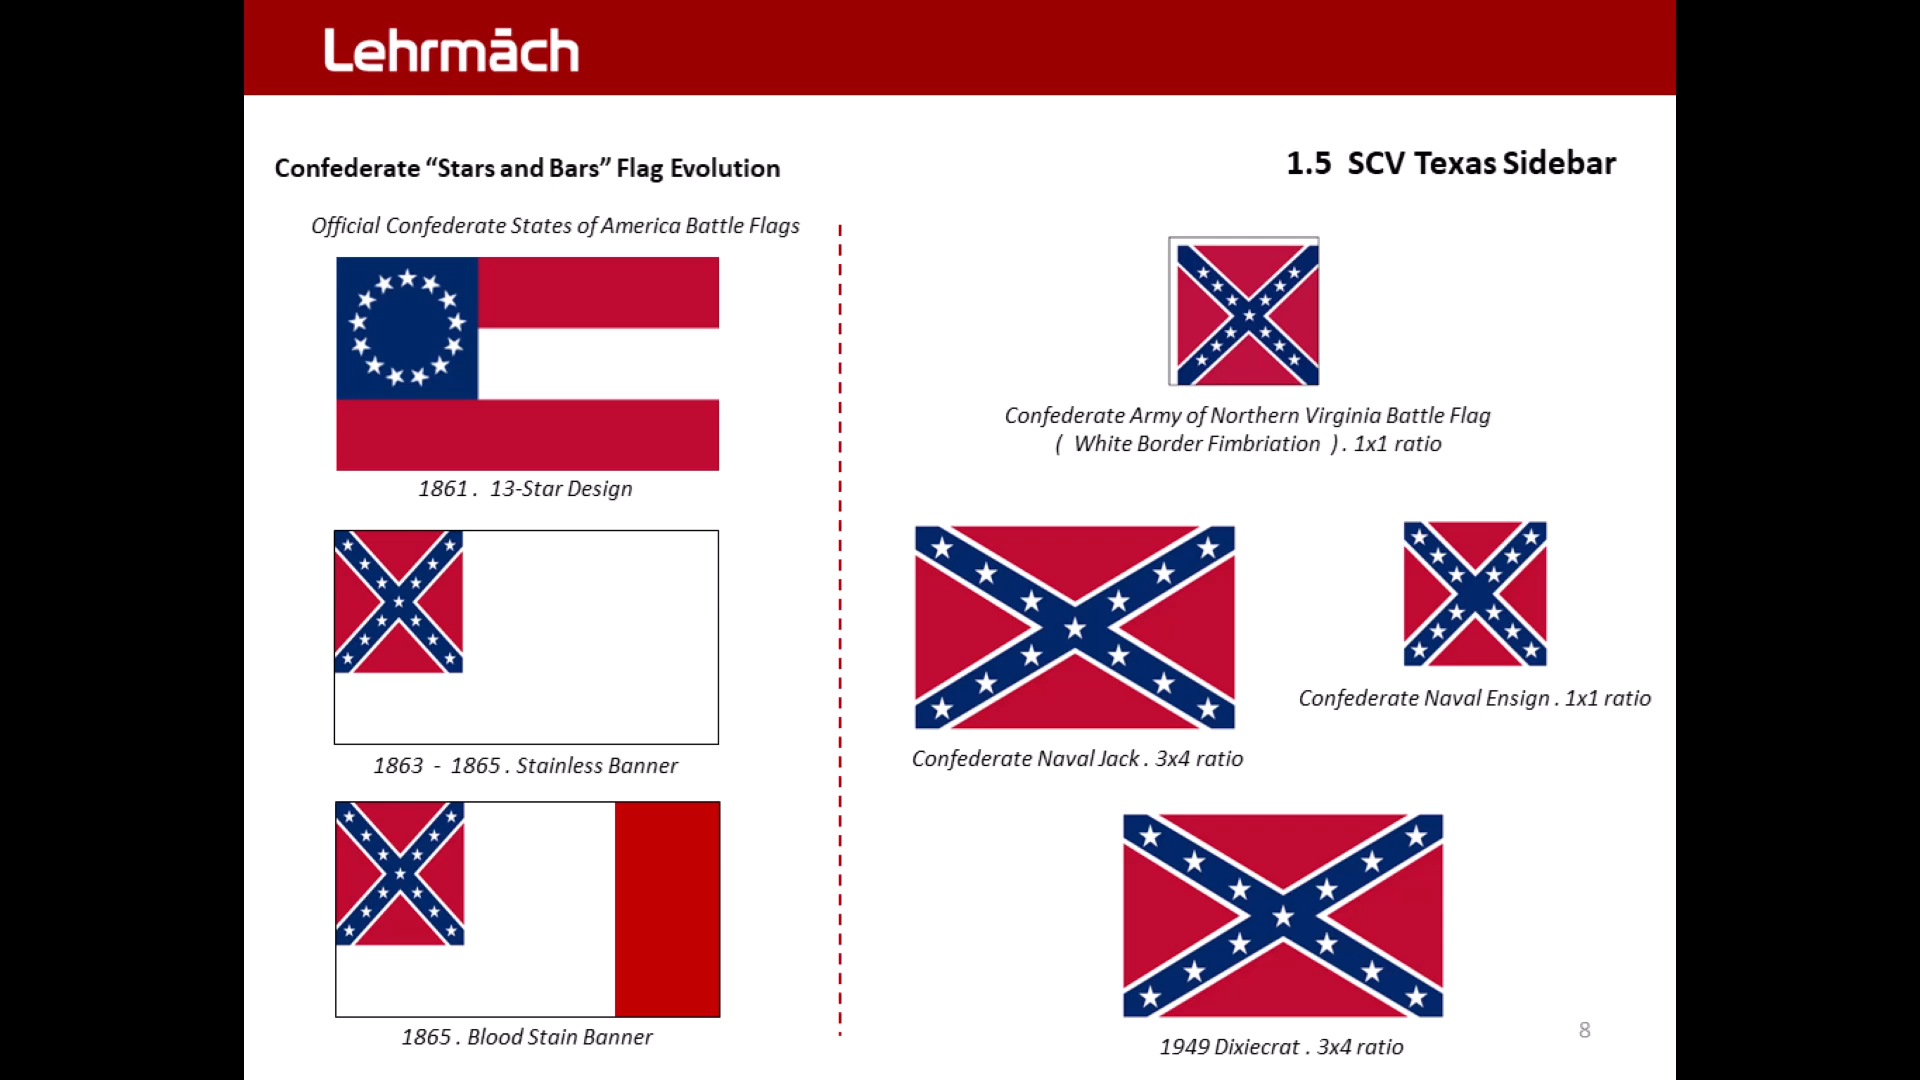 Lehrmāch
Confederate “Stars and Bars” Flag Evolution
1.5 SCV Texas Sidebar
Official Confederate States of America Battle Flags
1861 . 13-Star Design
1863 - 1865 . Stainless Banner
1865 . Blood Stain Banner
Confederate Army of Northern Virginia Battle Flag
( White Border Fimbriation ) . 1x1 ratio
Confederate Naval Ensign . 1x1 ratio
Confederate Naval Jack . 3x4 ratio
1949 Dixiecrat . 3x4 ratio
8